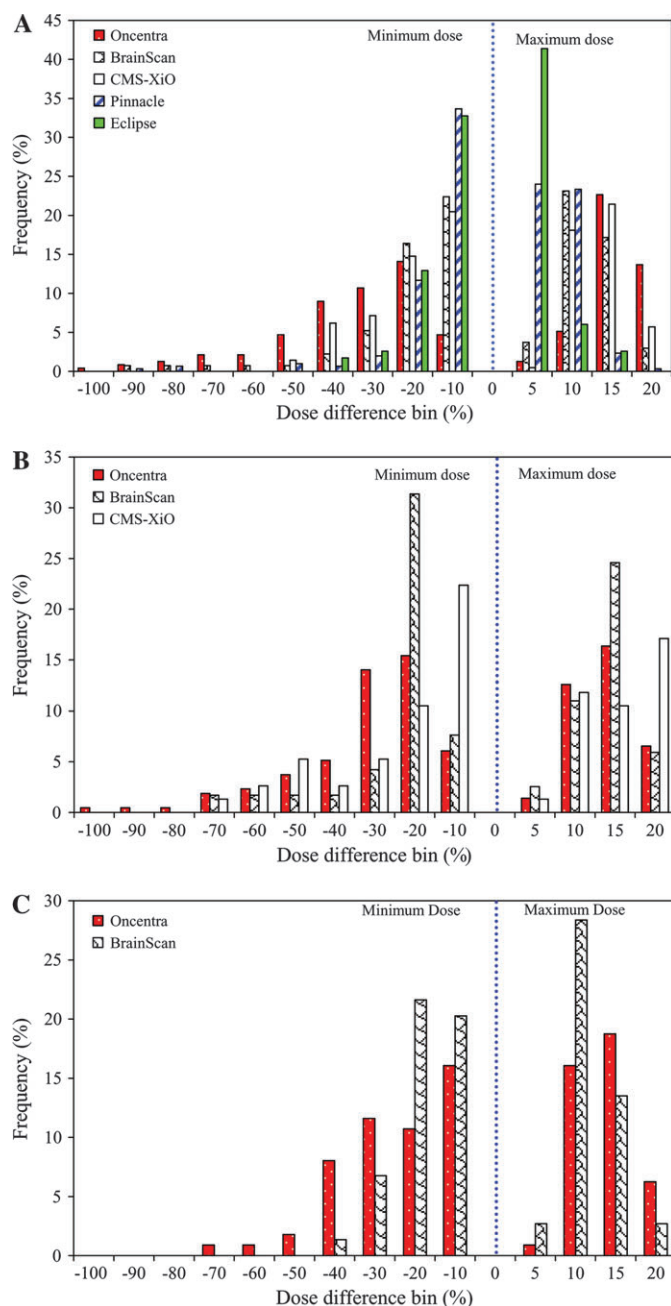 A
Oncentra
BrainScan
CMS-XiO
Pinnacle
Eclipse
Minimum dose
Maximum dose
Frequency (%)
45
40
35
30
25
20
15
10
5
0
-100 -90 -80 -70 -60 -50 -40 -30 -20 -10 0 5 10 15 20
Dose difference bin (%)
B
Oncentra
BrainScan
CMS-XiO
Minimum dose
Maximum dose
Frequency (%)
35
30
25
20
15
10
5
0
-100 -90 -80 -70 -60 -50 -40 -30 -20 -10 0 5 10 15 20
Dose difference bin (%)
C
Oncentra
BrainScan
Minimum Dose
Maximum Dose
Frequency (%)
30
25
20
15
10
5
0
-100 -90 -80 -70 -60 -50 -40 -30 -20 -10 0 5 10 15 20
Dose difference bin (%)